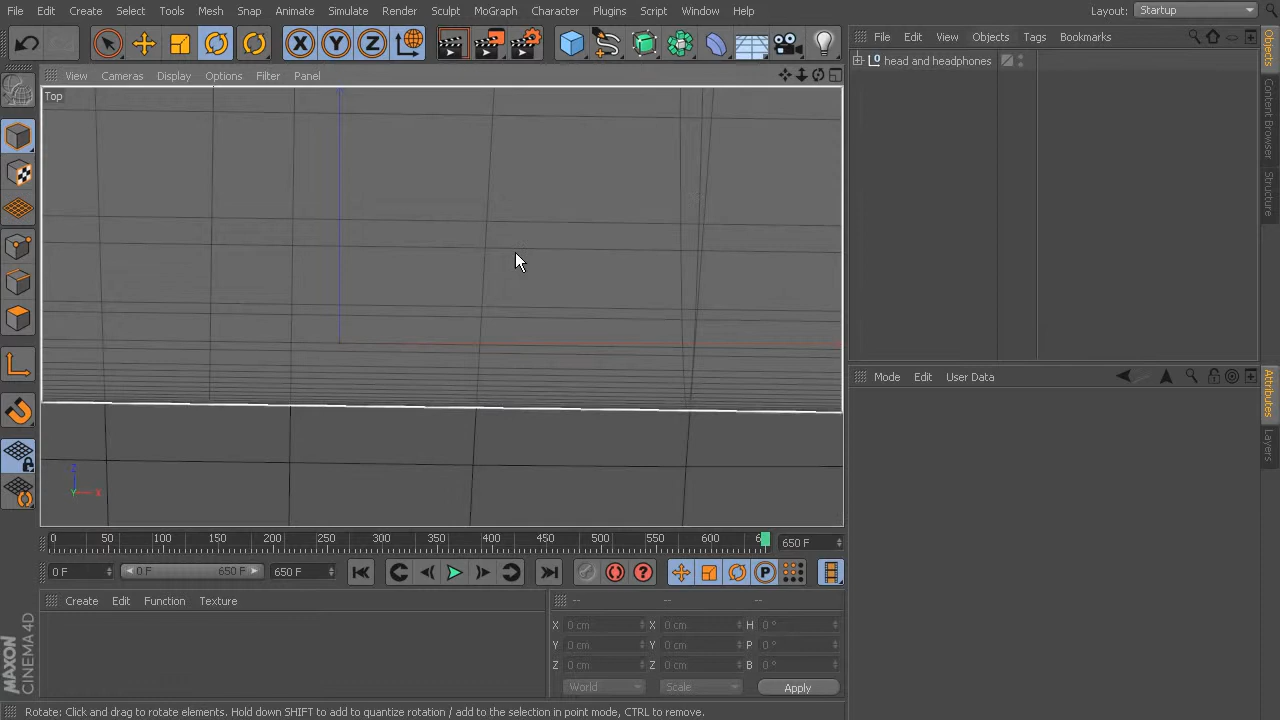 File Edit Create Select Tools Mesh Snap Animate Simulate Render Sculpt MoGraph Character Plugins Script Window Help Layout: Startup
X Y Z
File Edit View Objects Tags Bookmarks
View Cameras Display Options Filter Panel
Top
L0 head and headphones
Objects
Content Browser
Structure
Mode Edit User Data
Attributes
Layers
Z
Y X
0 50 100 150 200 250 300 350 400 450 500 550 600 6 650 F
0 F 0 F 650 F 650 F P
Create Edit Function Texture -- -- --
X 0 cm X 0 cm H 0 °
Y 0 cm Y 0 cm P 0 °
Z 0 cm Z 0 cm B 0 °
World Scale Apply
MAXON
CINEMA 4D
Rotate: Click and drag to rotate elements. Hold down SHIFT to add to quantize rotation / add to the selection in point mode, CTRL to remove.